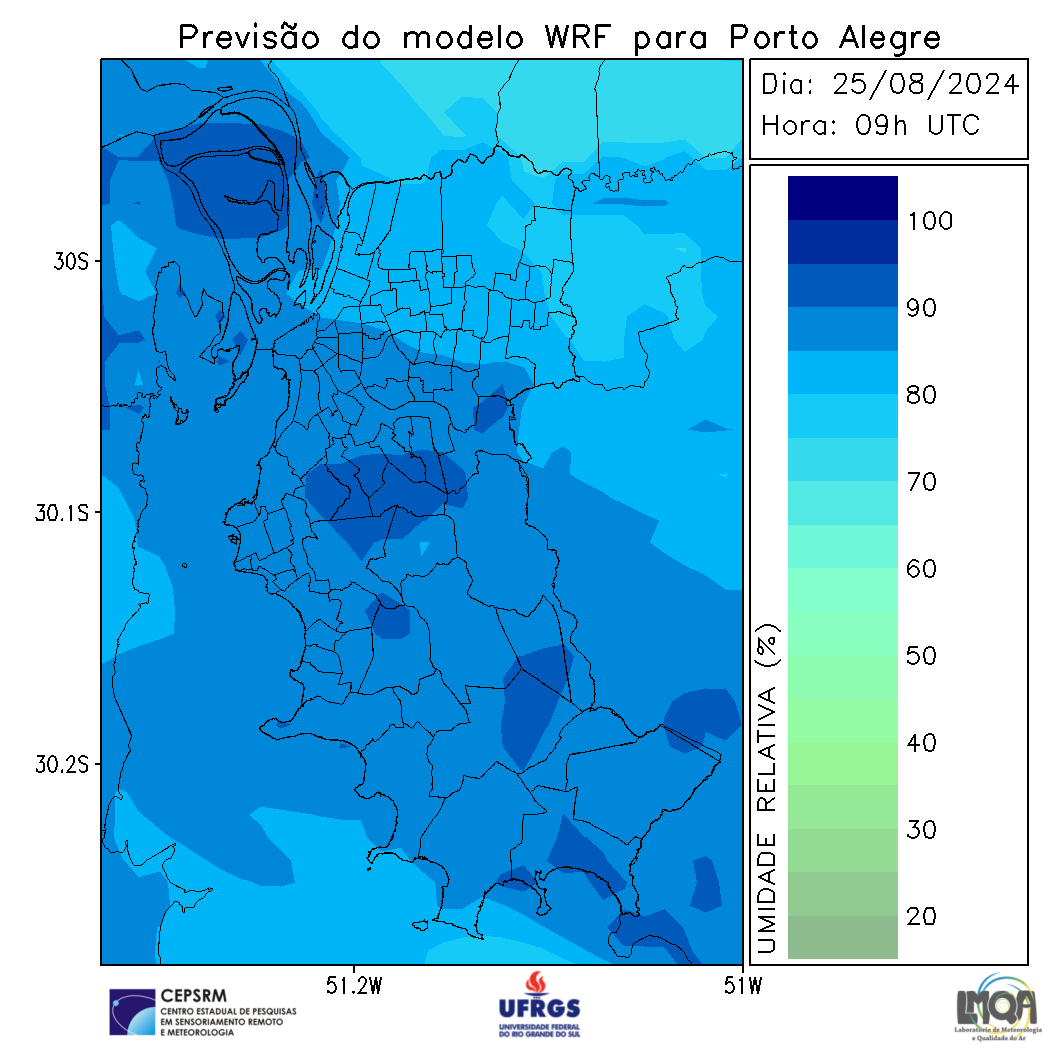 Previsão do modelo WRF para Porto Alegre
Dia: 25/08/2024
Hora: 09h UTC
30S
30.1S
30.2S
51.2W
51W
100
90
80
70
60
50
40
30
20
UMIDADE RELATIVA (%)
CEPSRM
CENTRO ESTADUAL DE PESQUISAS
EM SENSORIAMENTO REMOTO
E METEOROLOGIA
UFRGS
UNIVERSIDADE FEDERAL
DO RIO GRANDE DO SUL
LMQA
Laboratório de Meteorologia
e Qualidade do Ar